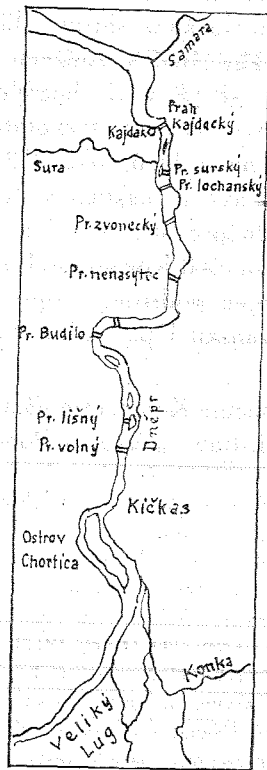 Samara
Prah
Kajdacký
Kajdak
Sura
Pr. surský
Pr. lochanský
Pr. zvonecký
Pr. nenasytec
Pr. Budilo
Pr. lišný
Dněpr
Pr. volný
Kičkas
Ostrov
Chortica
Konka
Veliký
Lug